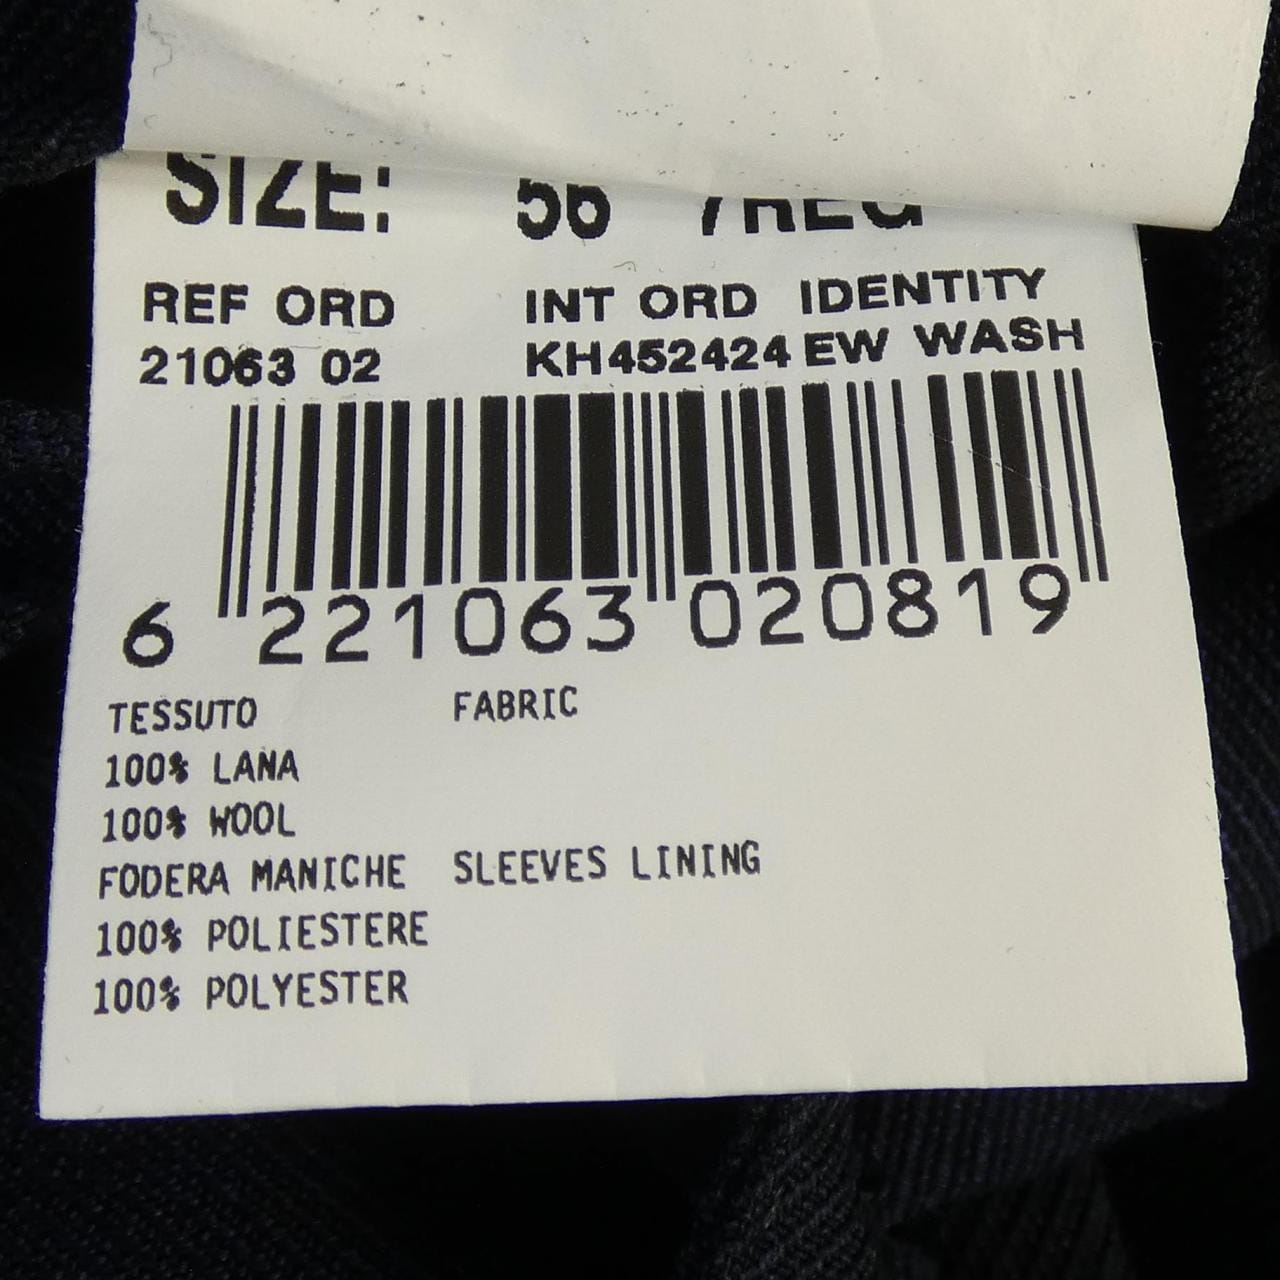 SIZE: 56 7REG
REF ORD INT ORD IDENTITY
21063 02 KH452424 EW WASH
6 221063 020819
TESSUTO FABRIC
100% LANA
100% WOOL
FODERA MANICHE SLEEVES LINING
100% POLIESTERE
100% POLYESTER